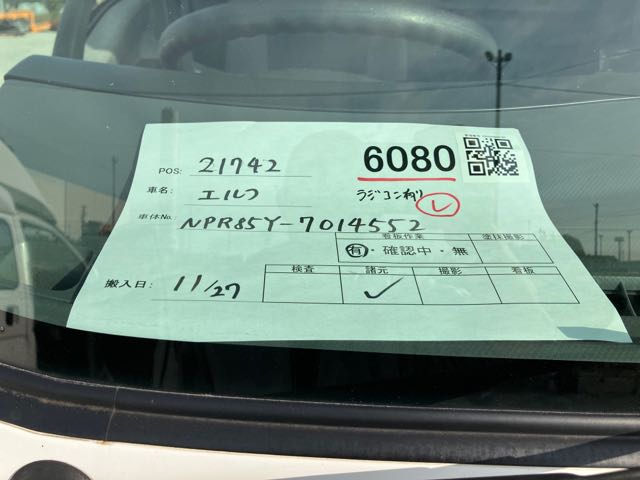 POS: 21742 6080
車名: エルフ ラジコン有り レ
車体No. NPR85Y-7014552
看板作業 塗抹撮影
有・確認中・無
検査 諸元 撮影 看板
搬入日: 11/27 ✓